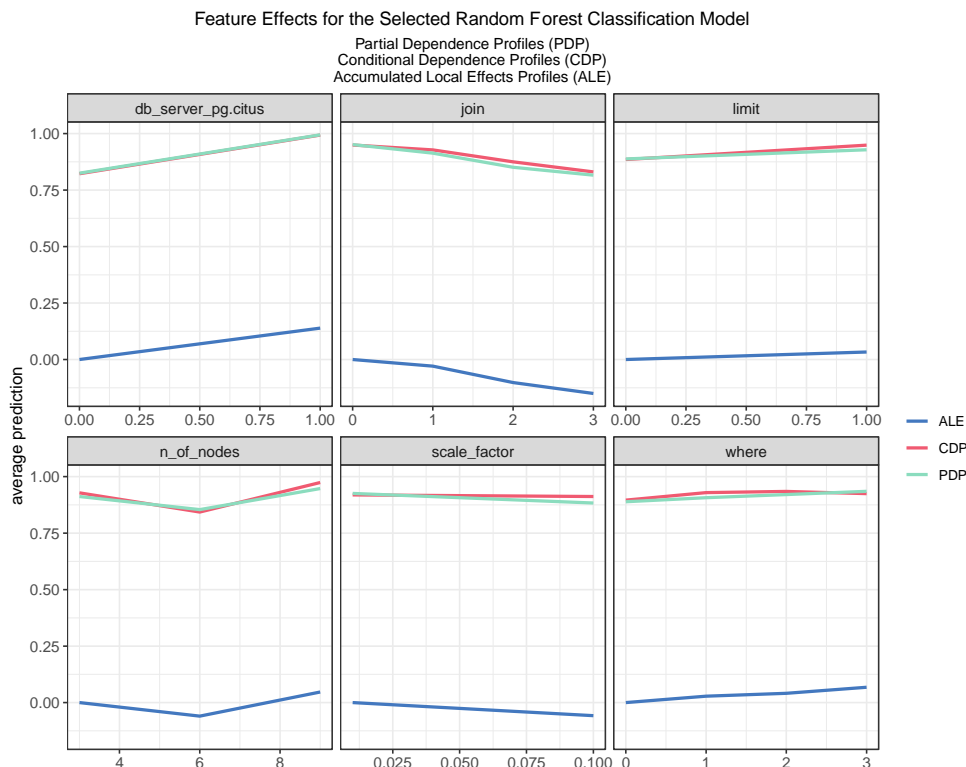 Feature Effects for the Selected Random Forest Classification Model
Partial Dependence Profiles (PDP)
Conditional Dependence Profiles (CDP)
Accumulated Local Effects Profiles (ALE)
db_server_pg.citus join limit
1.00
0.75
0.50
0.25
0.00
0.00 0.25 0.50 0.75 1.00 0 1 2 3 0.00 0.25 0.50 0.75 1.00
average prediction
ALE
CDP
PDP
n_of_nodes scale_factor where
1.00
0.75
0.50
0.25
0.00
4 6 8 0.025 0.050 0.075 0.100 0 1 2 3